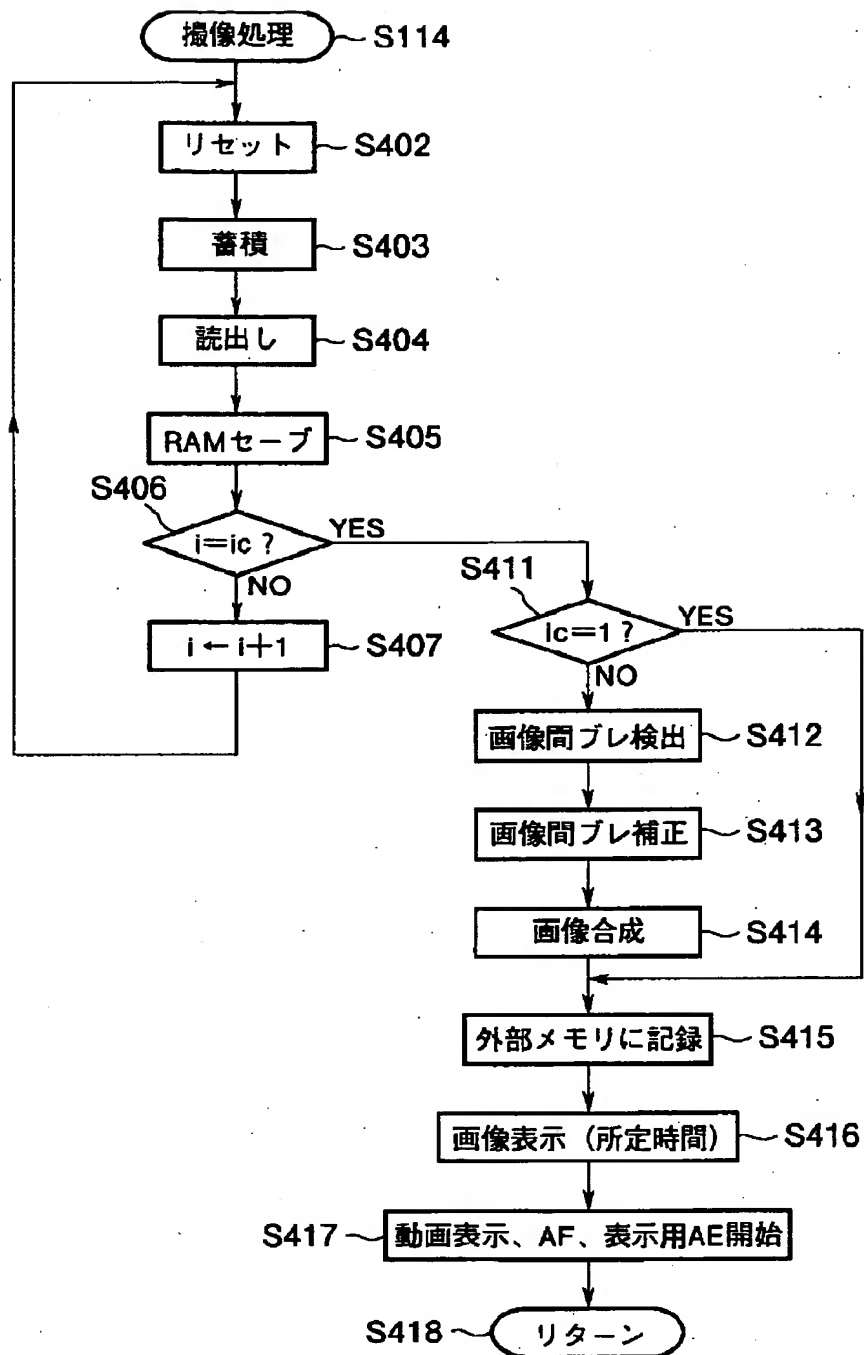 撮像処理 S114
リセット S402
蓄積 S403
読出し S404
RAMセーブ S405
S406
i=ic ?
YES
NO
i←i+1 S407
S411
ic=1 ?
YES
NO
画像間ブレ検出 S412
画像間ブレ補正 S413
画像合成 S414
外部メモリに記録 S415
画像表示（所定時間） S416
S417 動画表示、AF、表示用AE開始
S418 リターン